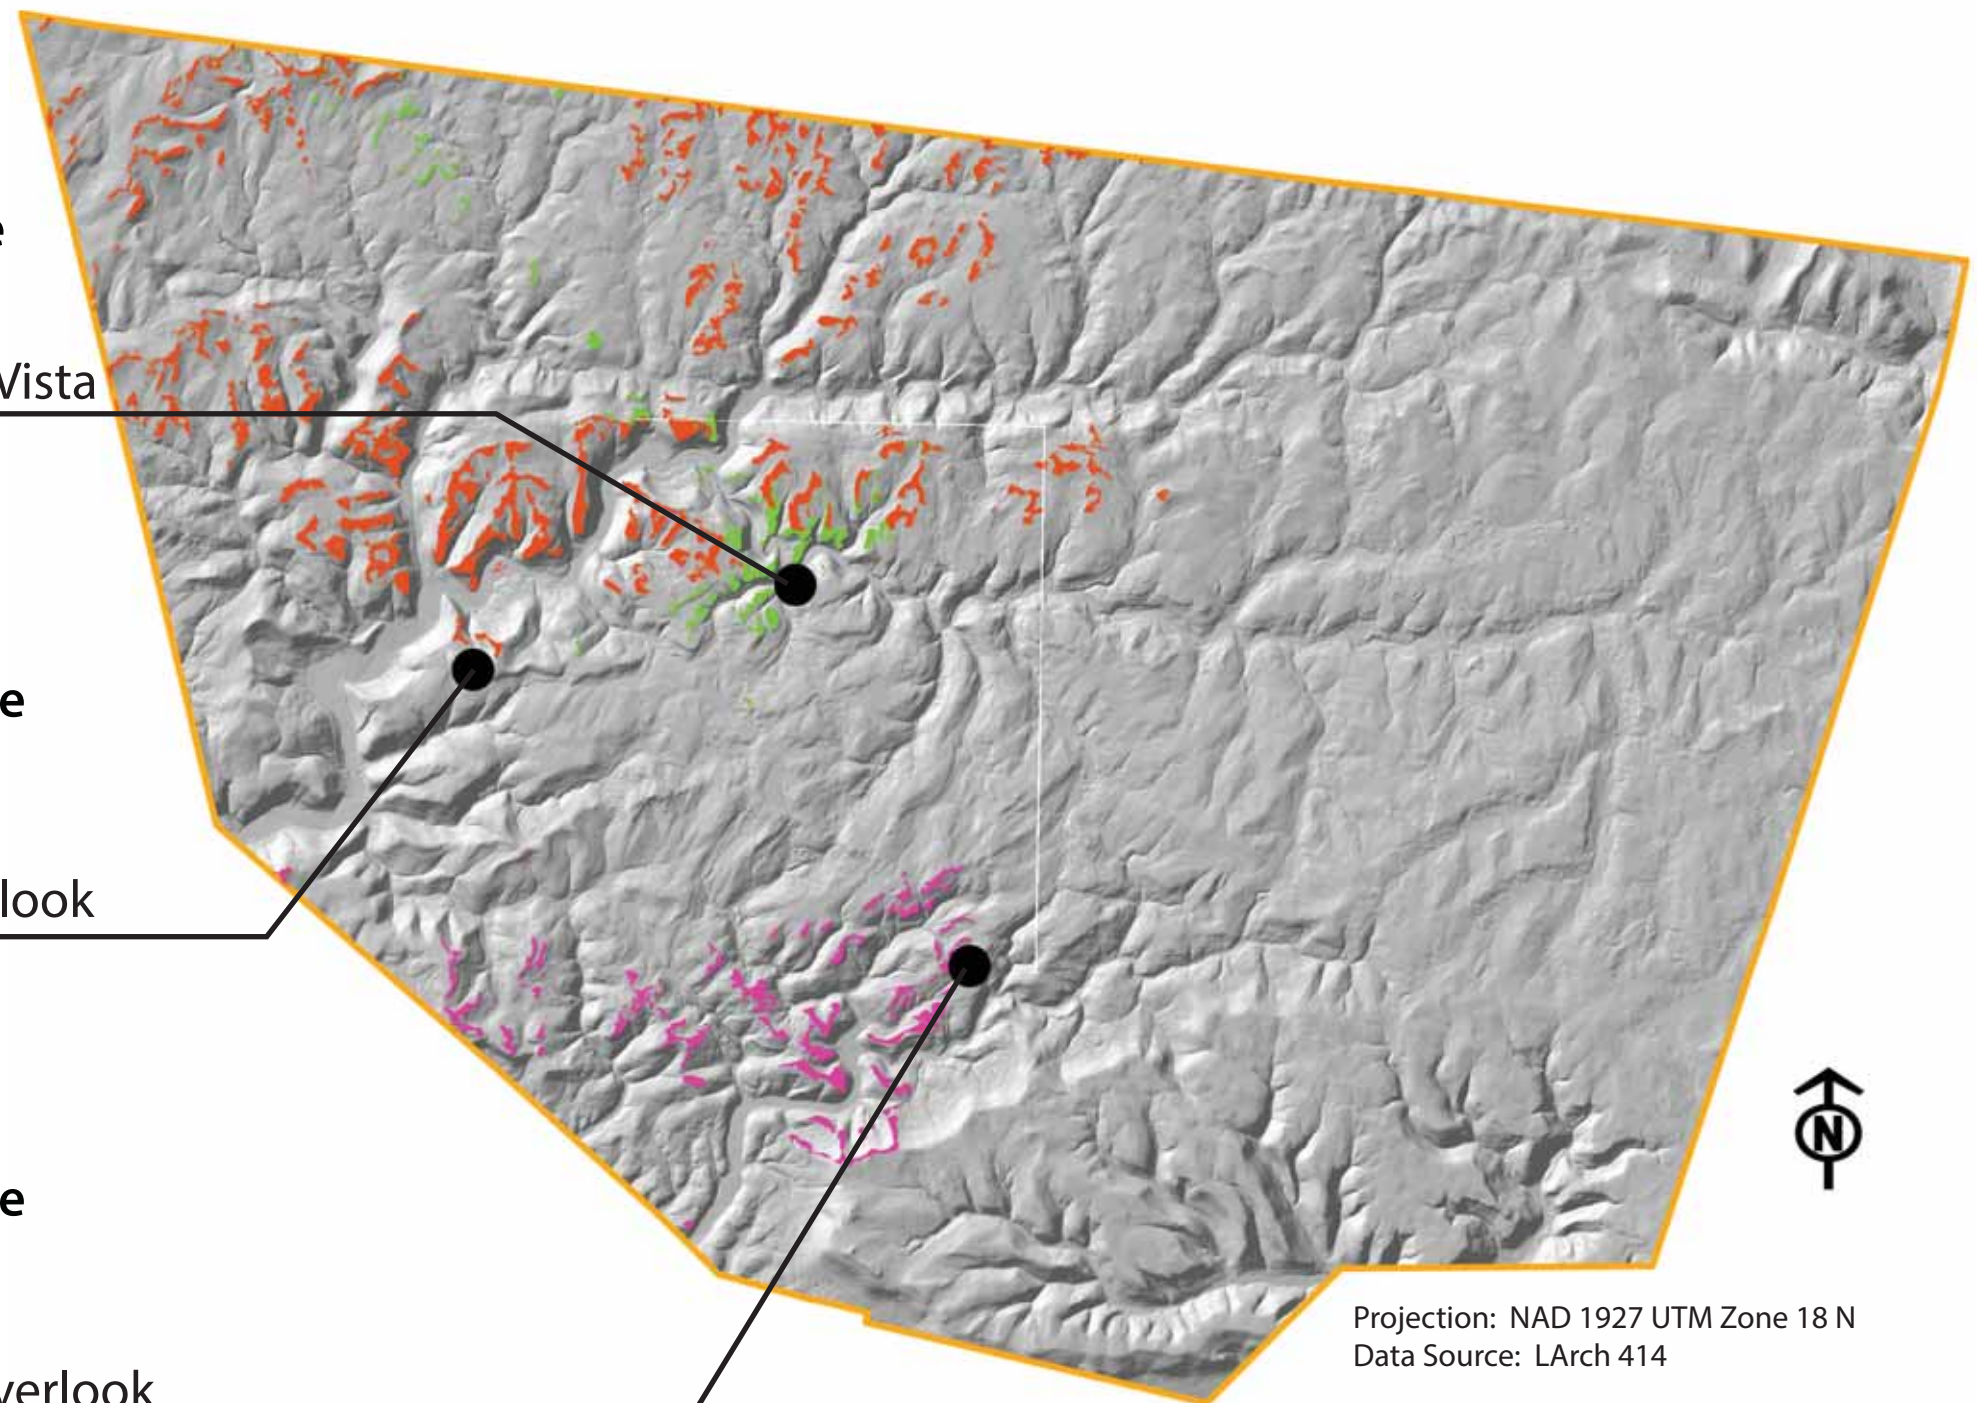 e
Vista
e
look
e
verlook
N
Projection: NAD 1927 UTM Zone 18 N
Data Source: LArch 414